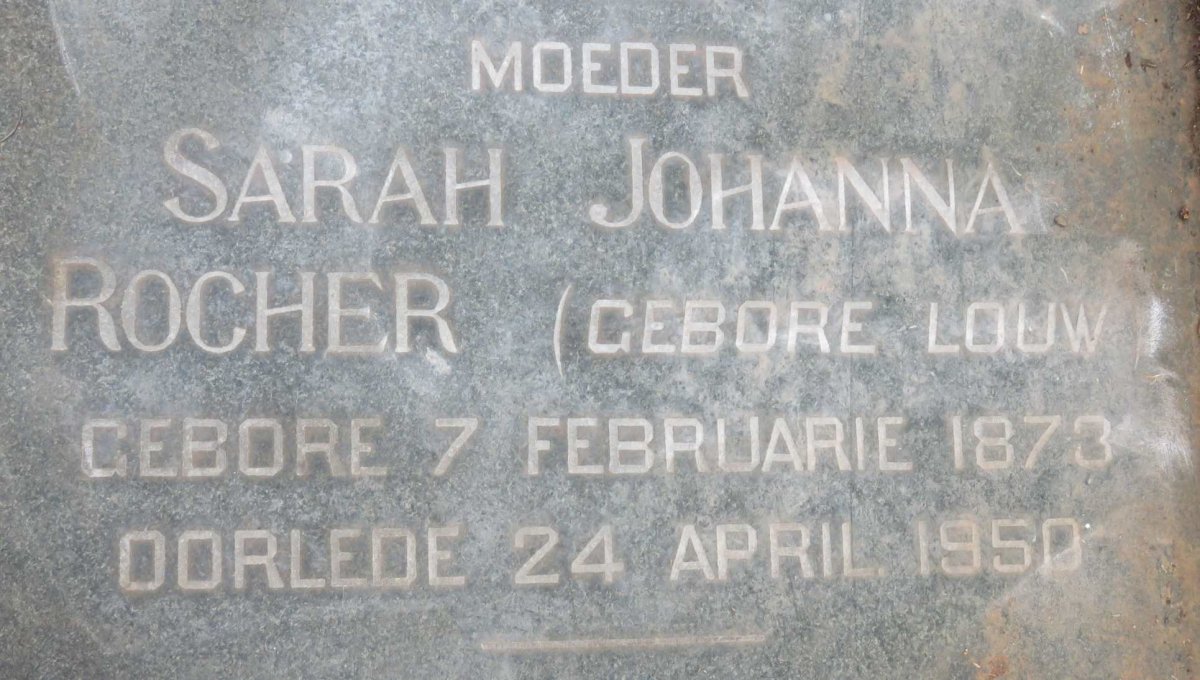 MOEDER
SARAH JOHANNA
ROCHER (GEBORE LOUW)
GEBORE 7 FEBRUARIE 1873
OORLEDE 24 APRIL 1950